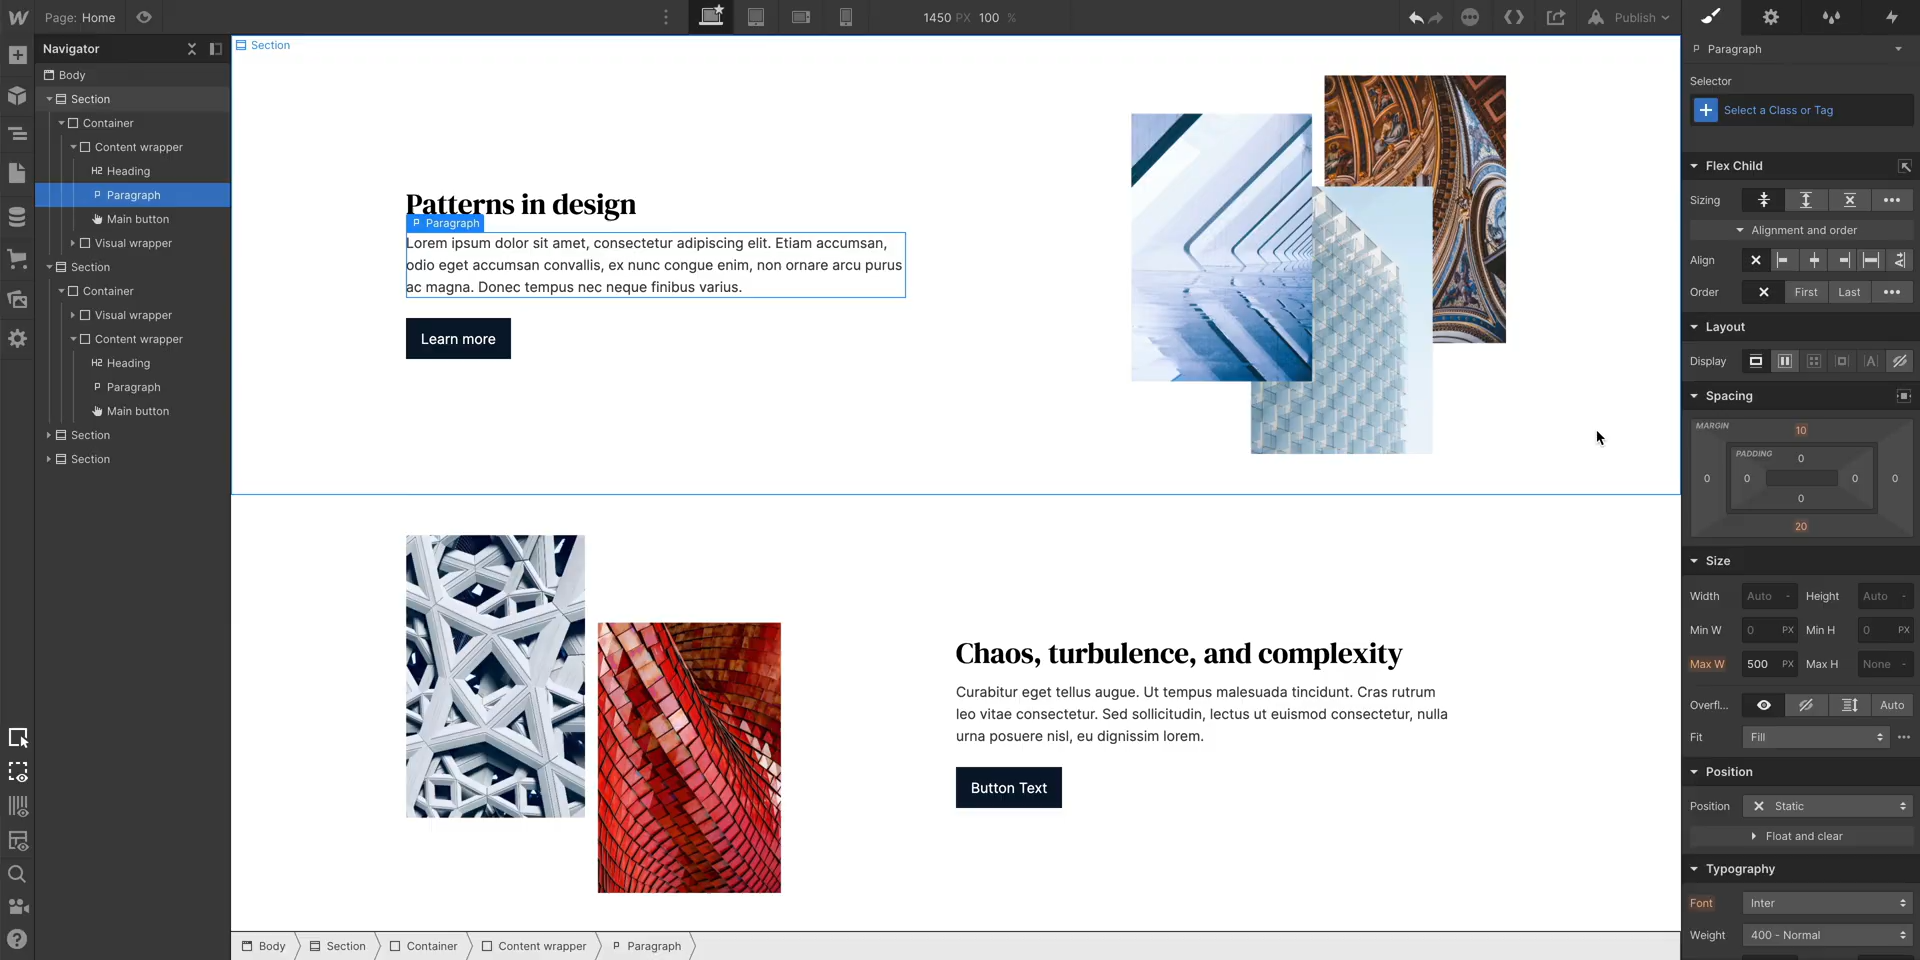 Page: Home
1450 PX 100 %
Publish
Navigator
Body
Section
Container
Content wrapper
H2 Heading
P Paragraph
Main button
Visual wrapper
Section
Container
Visual wrapper
Content wrapper
H2 Heading
P Paragraph
Main button
Section
Section
Section
Patterns in design
P Paragraph
Lorem ipsum dolor sit amet, consectetur adipiscing elit. Etiam accumsan,
odio eget accumsan convallis, ex nunc congue enim, non ornare arcu purus
ac magna. Donec tempus nec neque finibus varius.
Learn more
Chaos, turbulence, and complexity
Curabitur eget tellus augue. Ut tempus malesuada tincidunt. Cras rutrum
leo vitae consectetur. Sed sollicitudin, lectus ut euismod consectetur, nulla
urna posuere nisl, eu dignissim lorem.
Button Text
Body Section Container Content wrapper P Paragraph
P Paragraph
Selector
Select a Class or Tag
Flex Child
Sizing
Alignment and order
Align
Order First Last
Layout
Display
Spacing
MARGIN
10
PADDING
0
0 0 0 0
0
20
Size
Width Auto - Height Auto -
Min W 0 PX Min H 0 PX
Max W 500 PX Max H None -
Overfl... Auto
Fit Fill
Position
Position Static
Float and clear
Typography
Font Inter
Weight 400 - Normal